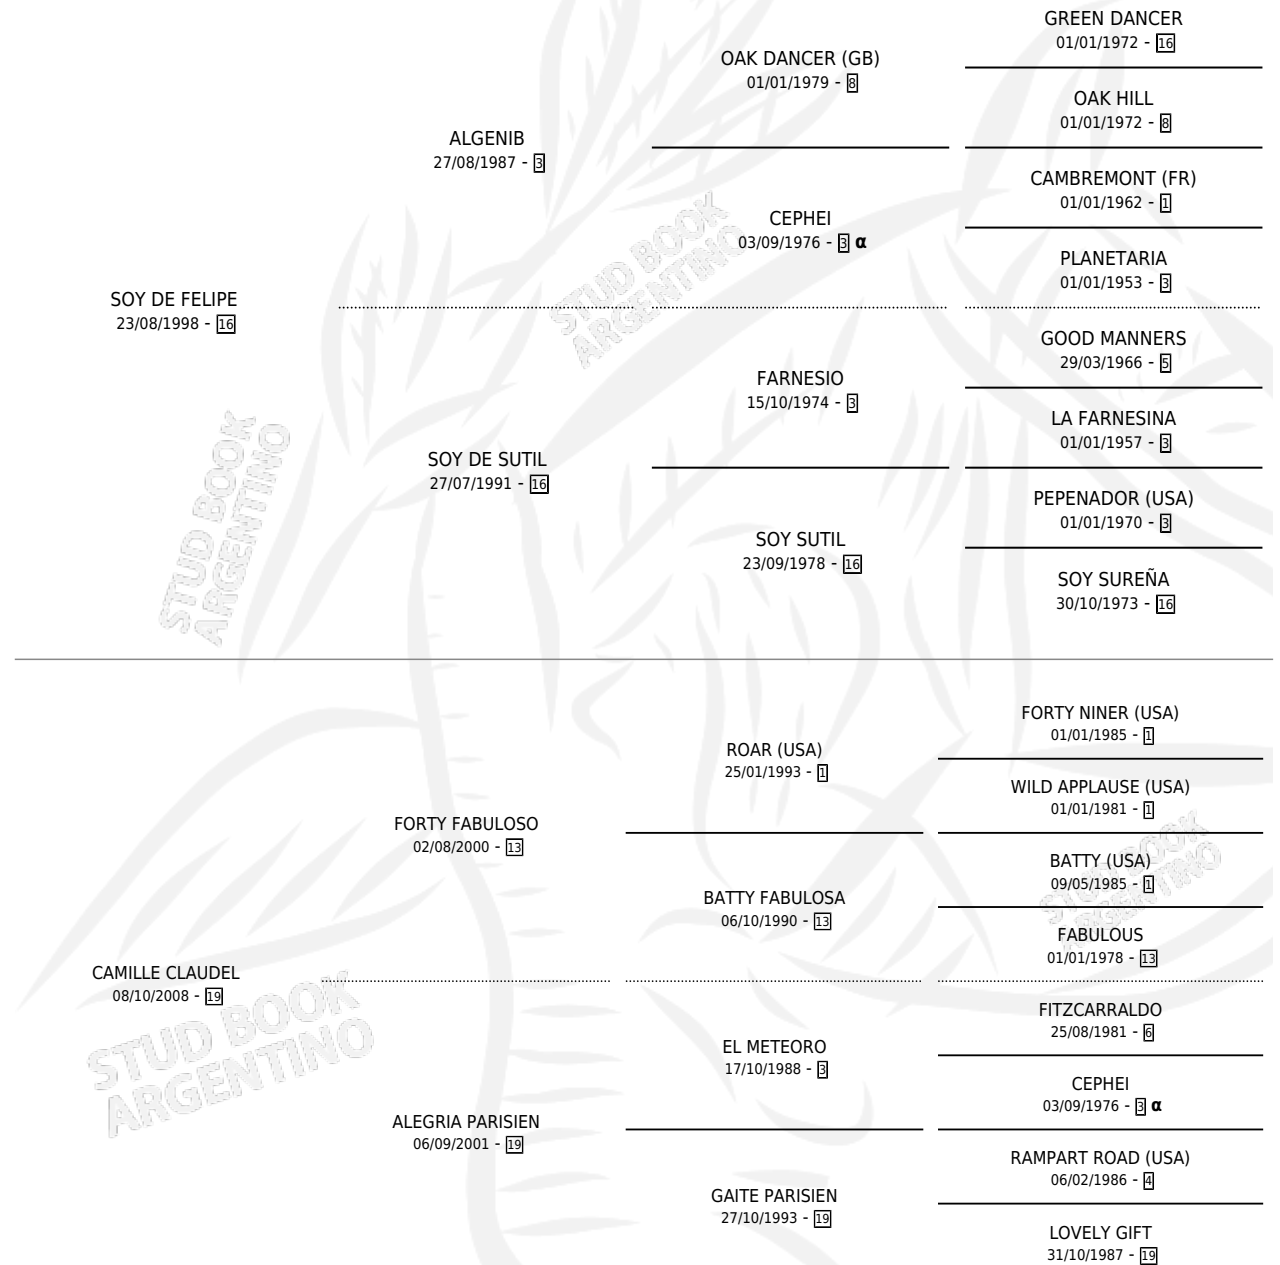 GREEN DANCER
01/01/1972 - 16
OAK DANCER (GB)
01/01/1979 - 8
OAK HILL
01/01/1972 - 8
ALGENIB
27/08/1987 - 3
CAMBREMONT (FR)
01/01/1962 - 1
CEPHEI
03/09/1976 - 3 α
PLANETARIA
01/01/1953 - 3
SOY DE FELIPE
23/08/1998 - 16
GOOD MANNERS
29/03/1966 - 5
FARNESIO
15/10/1974 - 3
LA FARNESINA
01/01/1957 - 3
SOY DE SUTIL
27/07/1991 - 16
PEPENADOR (USA)
01/01/1970 - 3
SOY SUTIL
23/09/1978 - 16
SOY SUREÑA
30/10/1973 - 16
FORTY NINER (USA)
01/01/1985 - 1
ROAR (USA)
25/01/1993 - 1
WILD APPLAUSE (USA)
01/01/1981 - 1
FORTY FABULOSO
02/08/2000 - 13
BATTY (USA)
09/05/1985 - 1
BATTY FABULOSA
06/10/1990 - 13
FABULOUS
01/01/1978 - 13
CAMILLE CLAUDEL
08/10/2008 - 19
FITZCARRALDO
25/08/1981 - 6
EL METEORO
17/10/1988 - 3
CEPHEI
03/09/1976 - 3 α
ALEGRIA PARISIEN
06/09/2001 - 19
RAMPART ROAD (USA)
06/02/1986 - 4
GAITE PARISIEN
27/10/1993 - 19
LOVELY GIFT
31/10/1987 - 19
STUD BOOK
ARGENTINO
STUD BOOK
ARGENTINO
STUD BOOK
ARGENTINO
STUD BOOK
ARGENTINO